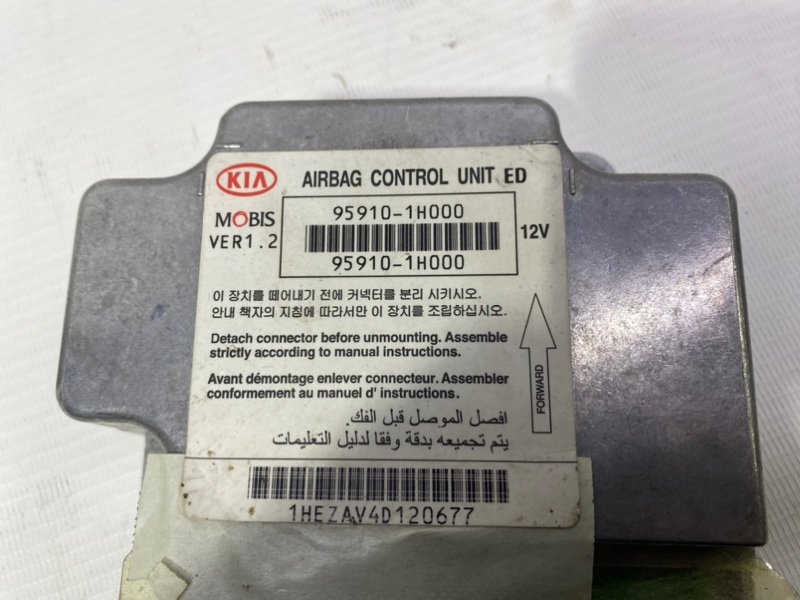 KIA AIRBAG CONTROL UNIT ED
MOBIS
VER1.2
95910-1H000
12V
95910-1H000
이 장치를 떼어내기 전에 커넥터를 분리 시키시오.
안내 책자의 지침에 따라서만 이 장치를 조립하십시오.
Detach connector before unmounting. Assemble
strictly according to manual instructions.
Avant démontage enlever connecteur. Assembler
conformement au manuel d' instructions.
افصل الموصل قبل الفك.
يتم تجميعه بدقة وفقا لدليل التعليمات
FORWARD
1HEZAV4D120677